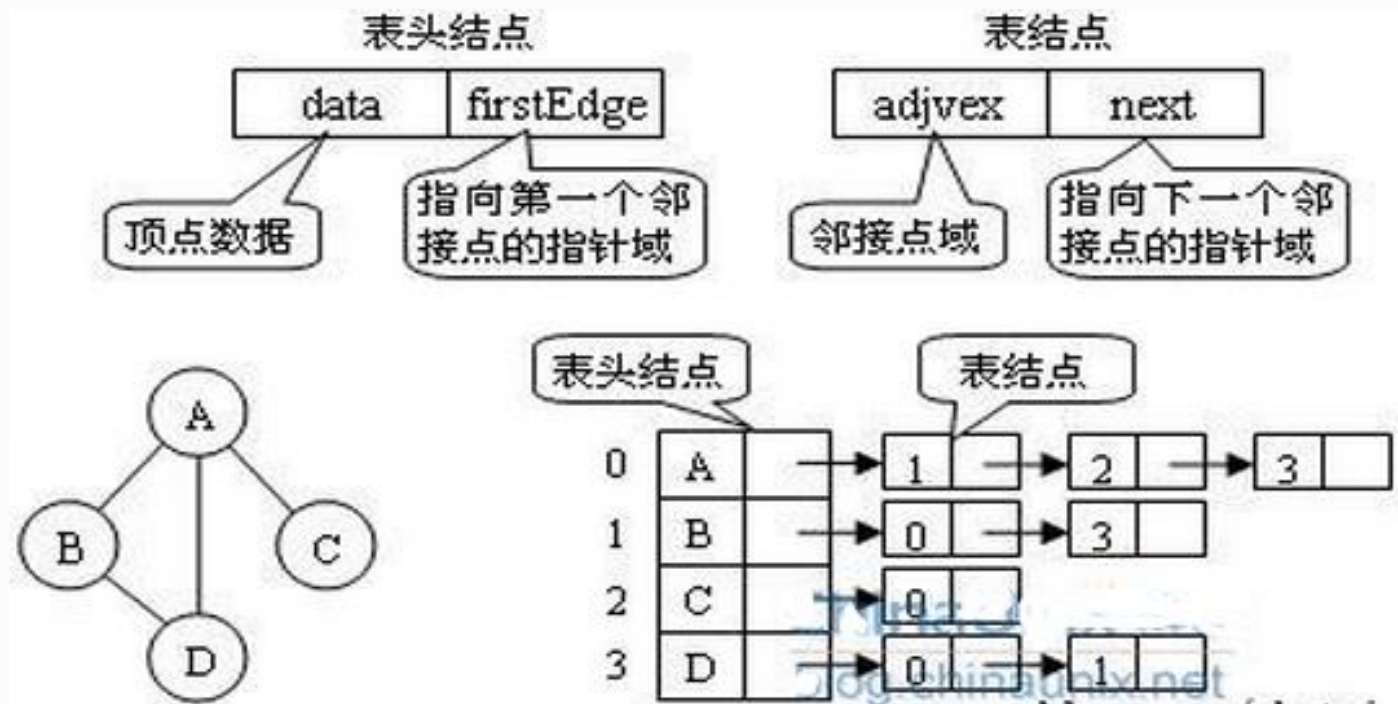 表头结点
表结点
data firstEdge
adjvex next
顶点数据
指向第一个邻
接点的指针域
邻接点域
指向下一个邻
接点的指针域
表头结点
表结点
A
B
C
D
0 A 1 2 3
1 B 0 3
2 C 0
3 D 0 1
blog.chinaunix.net